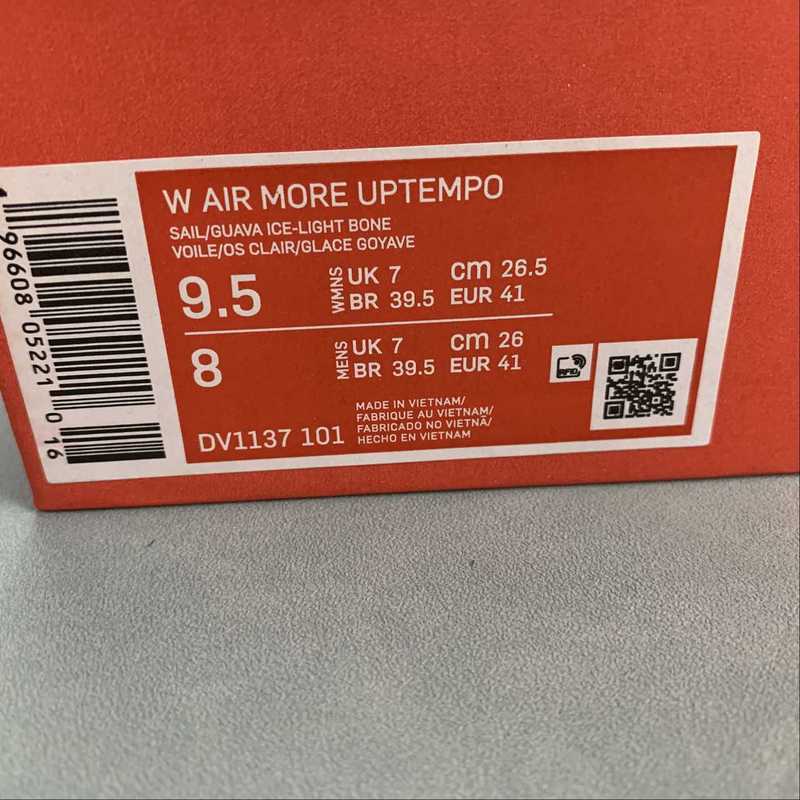 W AIR MORE UPTEMPO
SAIL/GUAVA ICE-LIGHT BONE
VOILE/OS CLAIR/GLACE GOYAVE
9.5 WMNS UK 7 cm 26.5
BR 39.5 EUR 41
8 MENS UK 7 cm 26
BR 39.5 EUR 41
RFID
DV1137 101
MADE IN VIETNAM/
FABRIQUE AU VIETNAM/
FABRICADO NO VIETNÃ/
HECHO EN VIETNAM
1 96608 05221 0 16